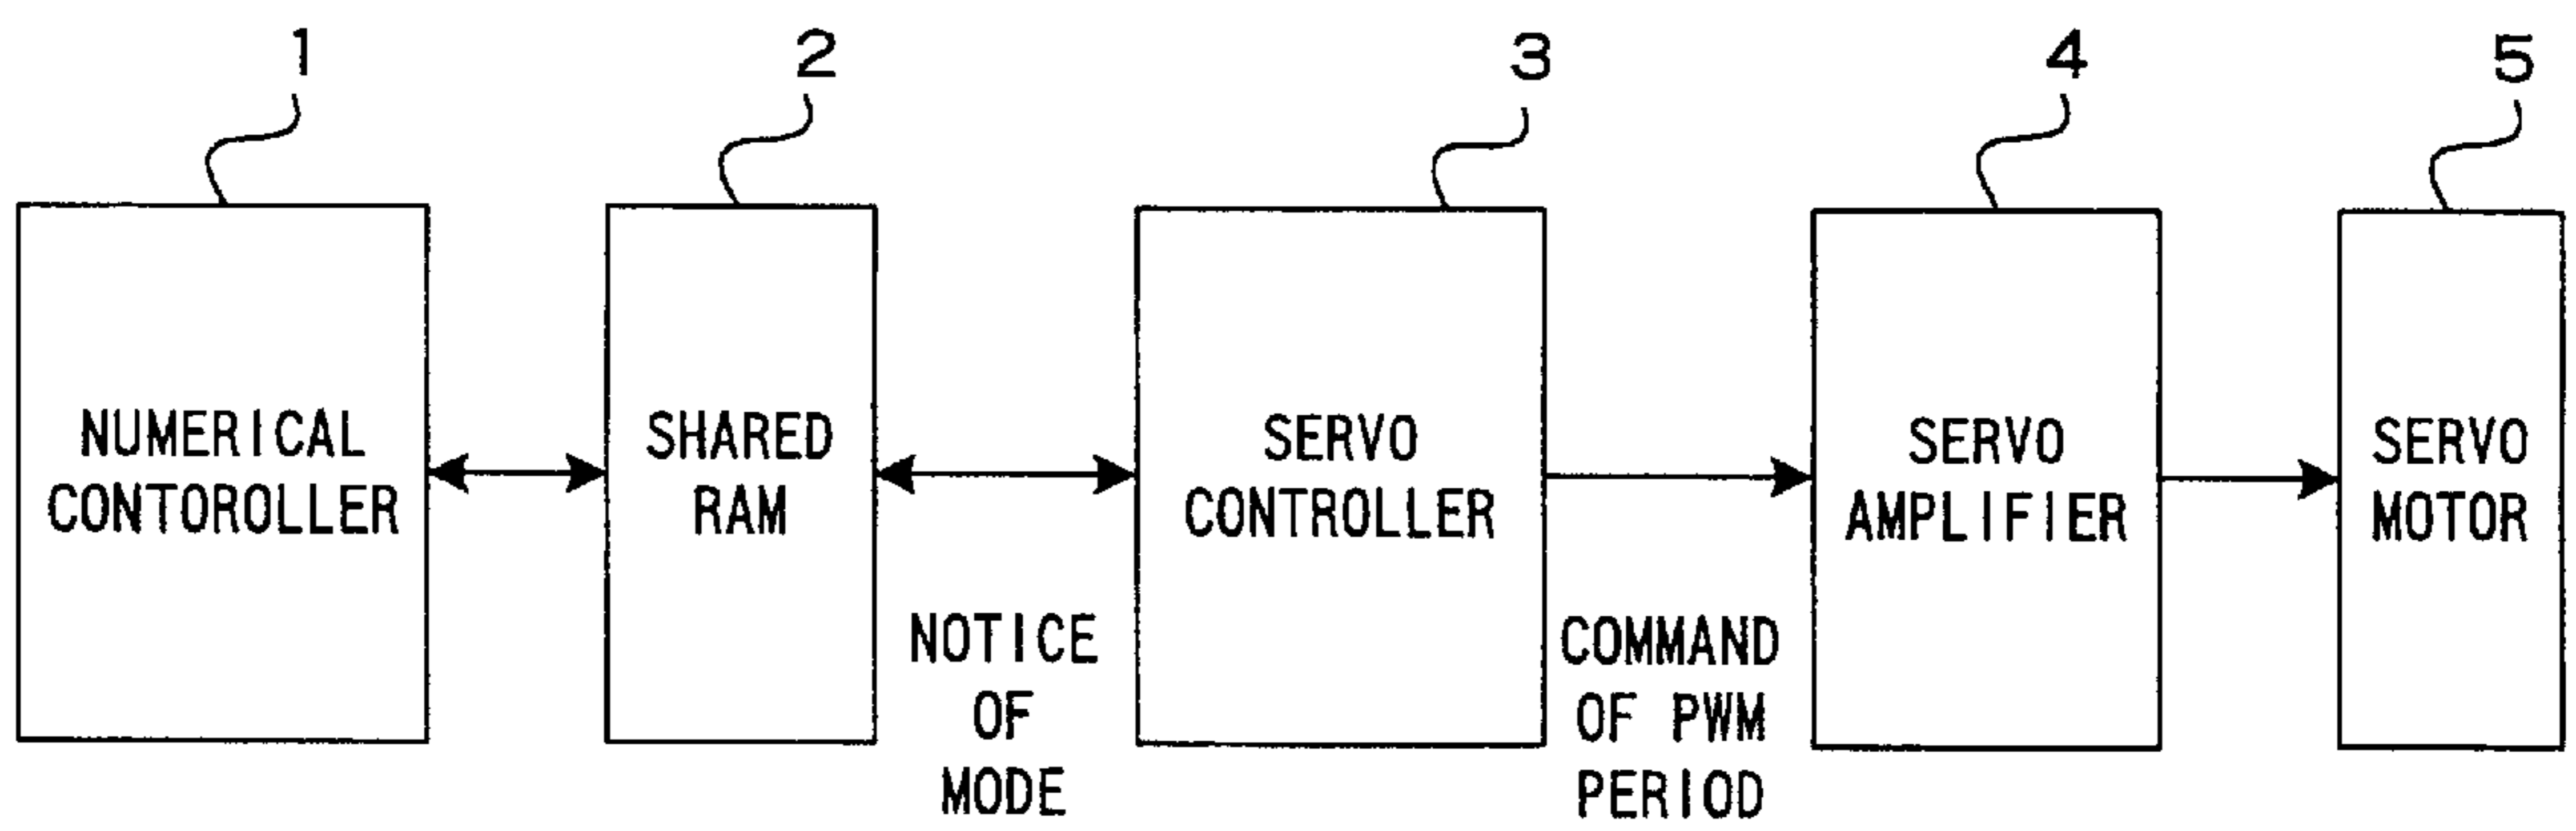 1
2
3
4
5
NUMERICAL
CONTOROLLER
SHARED
RAM
SERVO
CONTROLLER
SERVO
AMPLIFIER
SERVO
MOTOR
NOTICE
OF
MODE
COMMAND
OF PWM
PERIOD